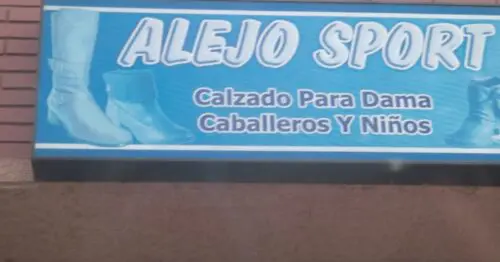 ALEJO SPORT
Calzado Para Dama
Caballeros Y Niños